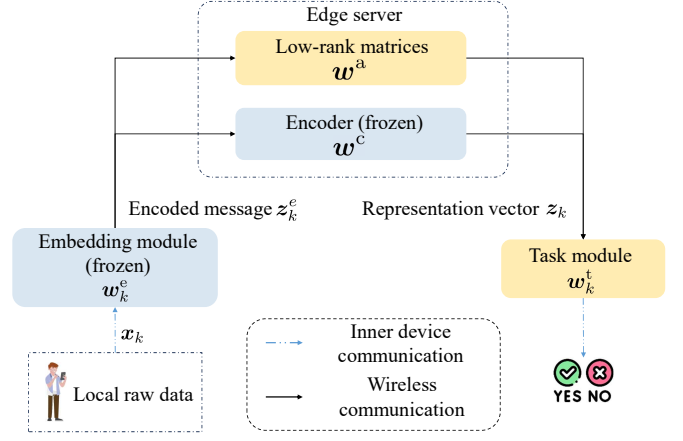 Edge server
Low-rank matrices
w^a
Encoder (frozen)
w^c
Encoded message z_k^e
Representation vector z_k
Embedding module
(frozen)
w_k^e
Task module
w_k^t
x_k
Local raw data
Inner device
communication
Wireless
communication
YES NO